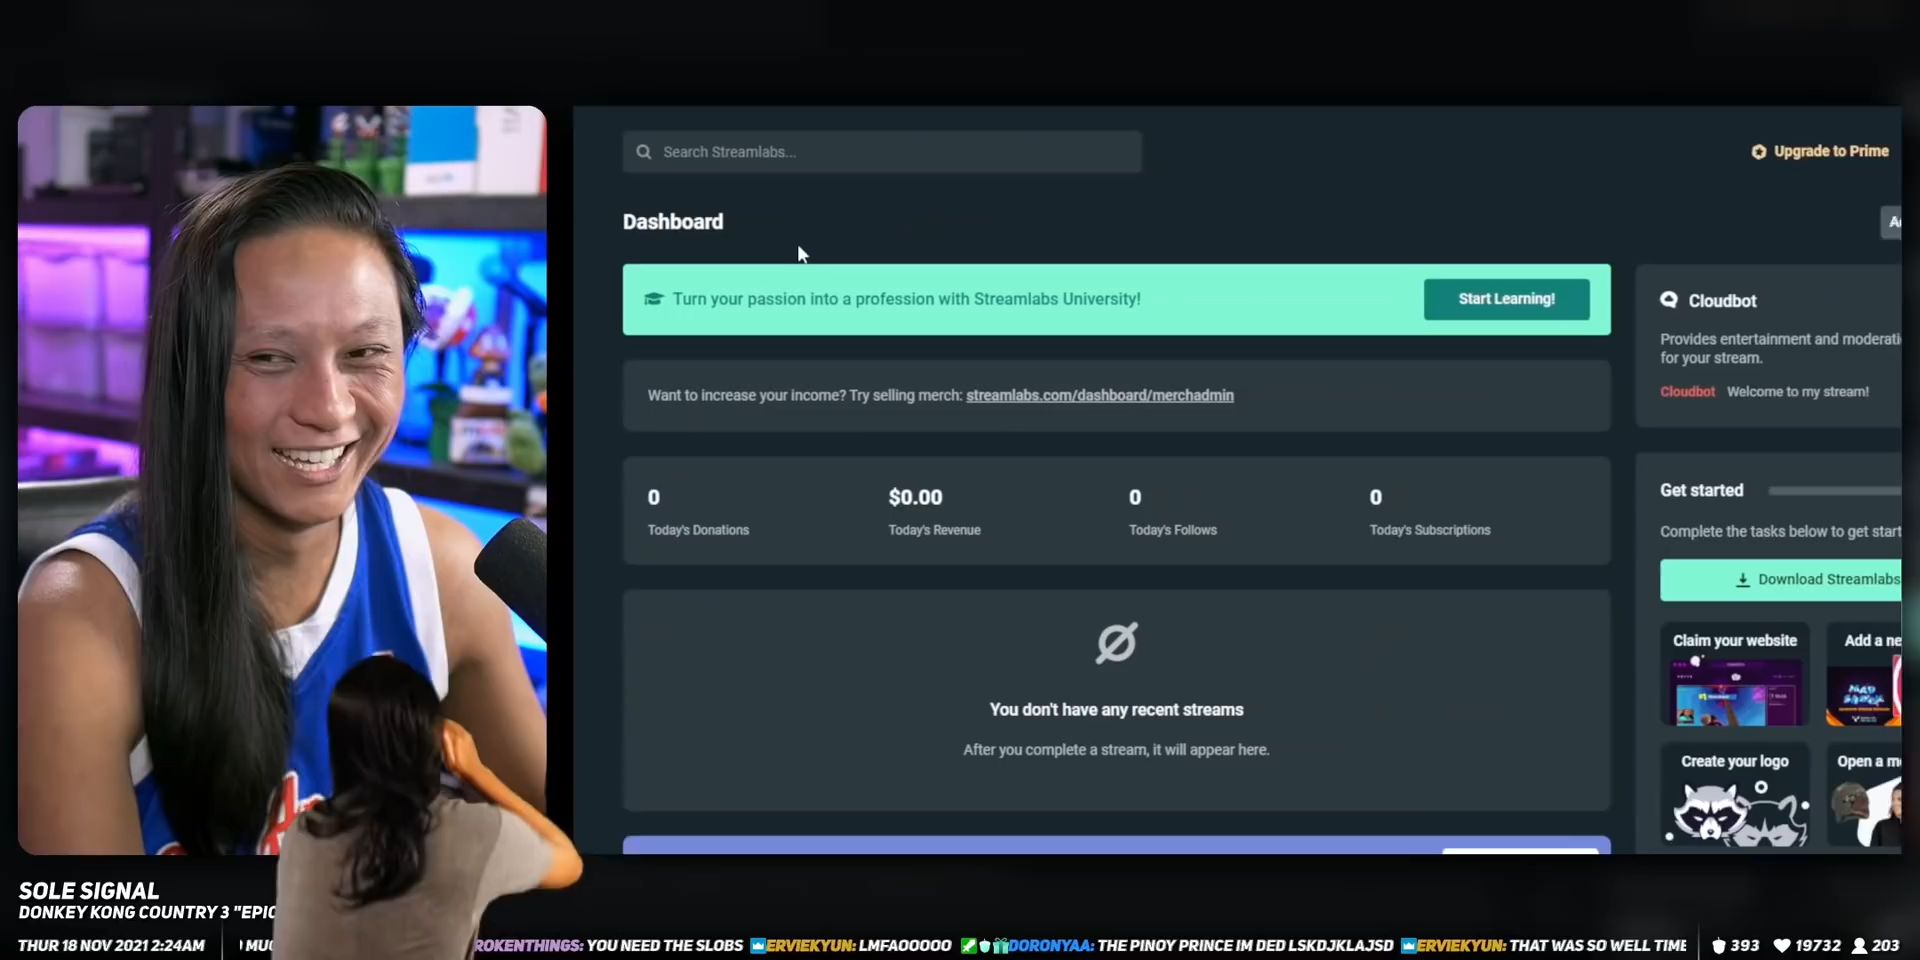 Search Streamlabs...
Upgrade to Prime
Dashboard
Turn your passion into a profession with Streamlabs University!
Start Learning!
Want to increase your income? Try selling merch: streamlabs.com/dashboard/merchadmin
0
Today's Donations
$0.00
Today's Revenue
0
Today's Follows
0
Today's Subscriptions
You don't have any recent streams
After you complete a stream, it will appear here.
Cloudbot
Provides entertainment and moderati
for your stream.
Cloudbot Welcome to my stream!
Get started
Complete the tasks below to get start
Download Streamlabs
Claim your website
Add a ne
Create your logo
Open a me
SOLE SIGNAL
DONKEY KONG COUNTRY 3 "EPIC
THUR 18 NOV 2021 2:24AM
ROKENTHINGS: YOU NEED THE SLOBS ERVIEKYUN: LMFAOOOOO DORONYAA: THE PINOY PRINCE IM DED LSKDJKLAJSD ERVIEKYUN: THAT WAS SO WELL TIME
393 19732 203